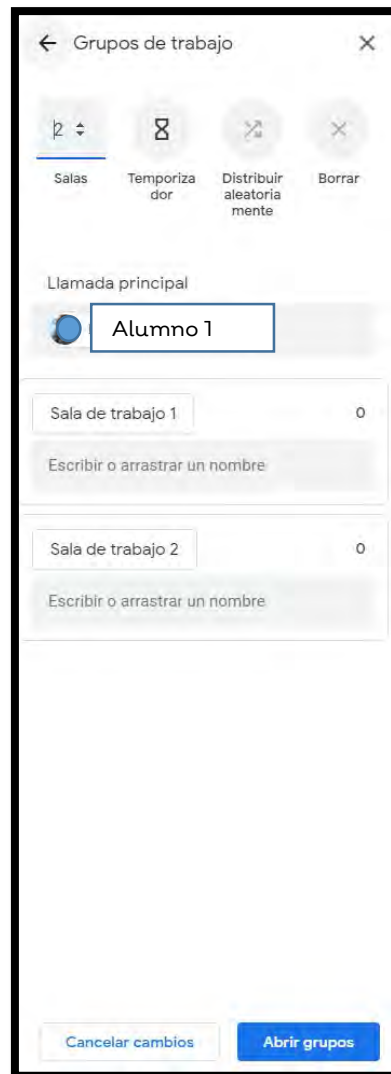 Grupos de trabajo
2
Salas
Temporiza
dor
Distribuir
aleatoria
mente
Borrar
Llamada principal
Alumno 1
Sala de trabajo 1 0
Escribir o arrastrar un nombre
Sala de trabajo 2 0
Escribir o arrastrar un nombre
Cancelar cambios Abrir grupos